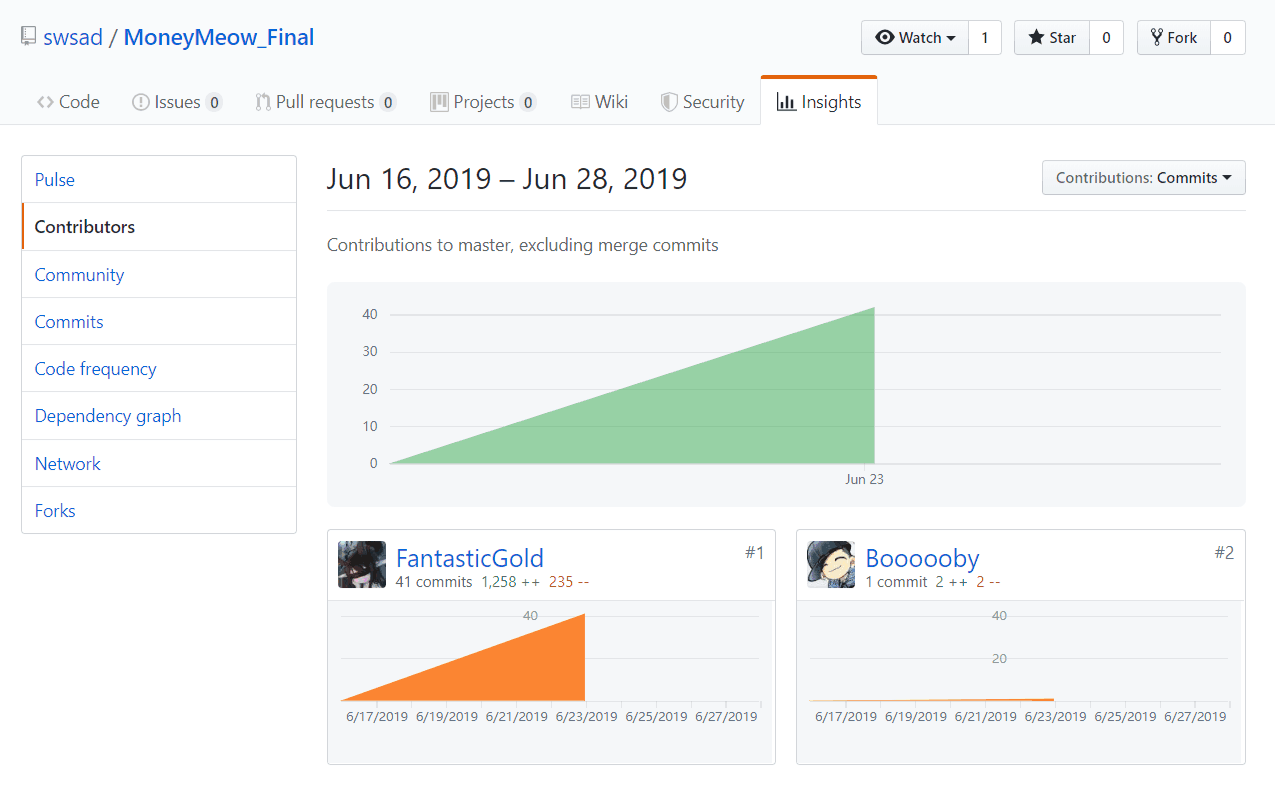 swsad / MoneyMeow_Final
Watch 1 Star 0 Fork 0
Code Issues 0 Pull requests 0 Projects 0 Wiki Security Insights
Pulse
Contributors
Community
Commits
Code frequency
Dependency graph
Network
Forks
Jun 16, 2019 – Jun 28, 2019
Contributions: Commits
Contributions to master, excluding merge commits
40
30
20
10
0
Jun 23
FantasticGold #1
41 commits 1,258 ++ 235 --
40
6/17/2019 6/19/2019 6/21/2019 6/23/2019 6/25/2019 6/27/2019
Boooooby #2
1 commit 2 ++ 2 --
40
20
6/17/2019 6/19/2019 6/21/2019 6/23/2019 6/25/2019 6/27/2019